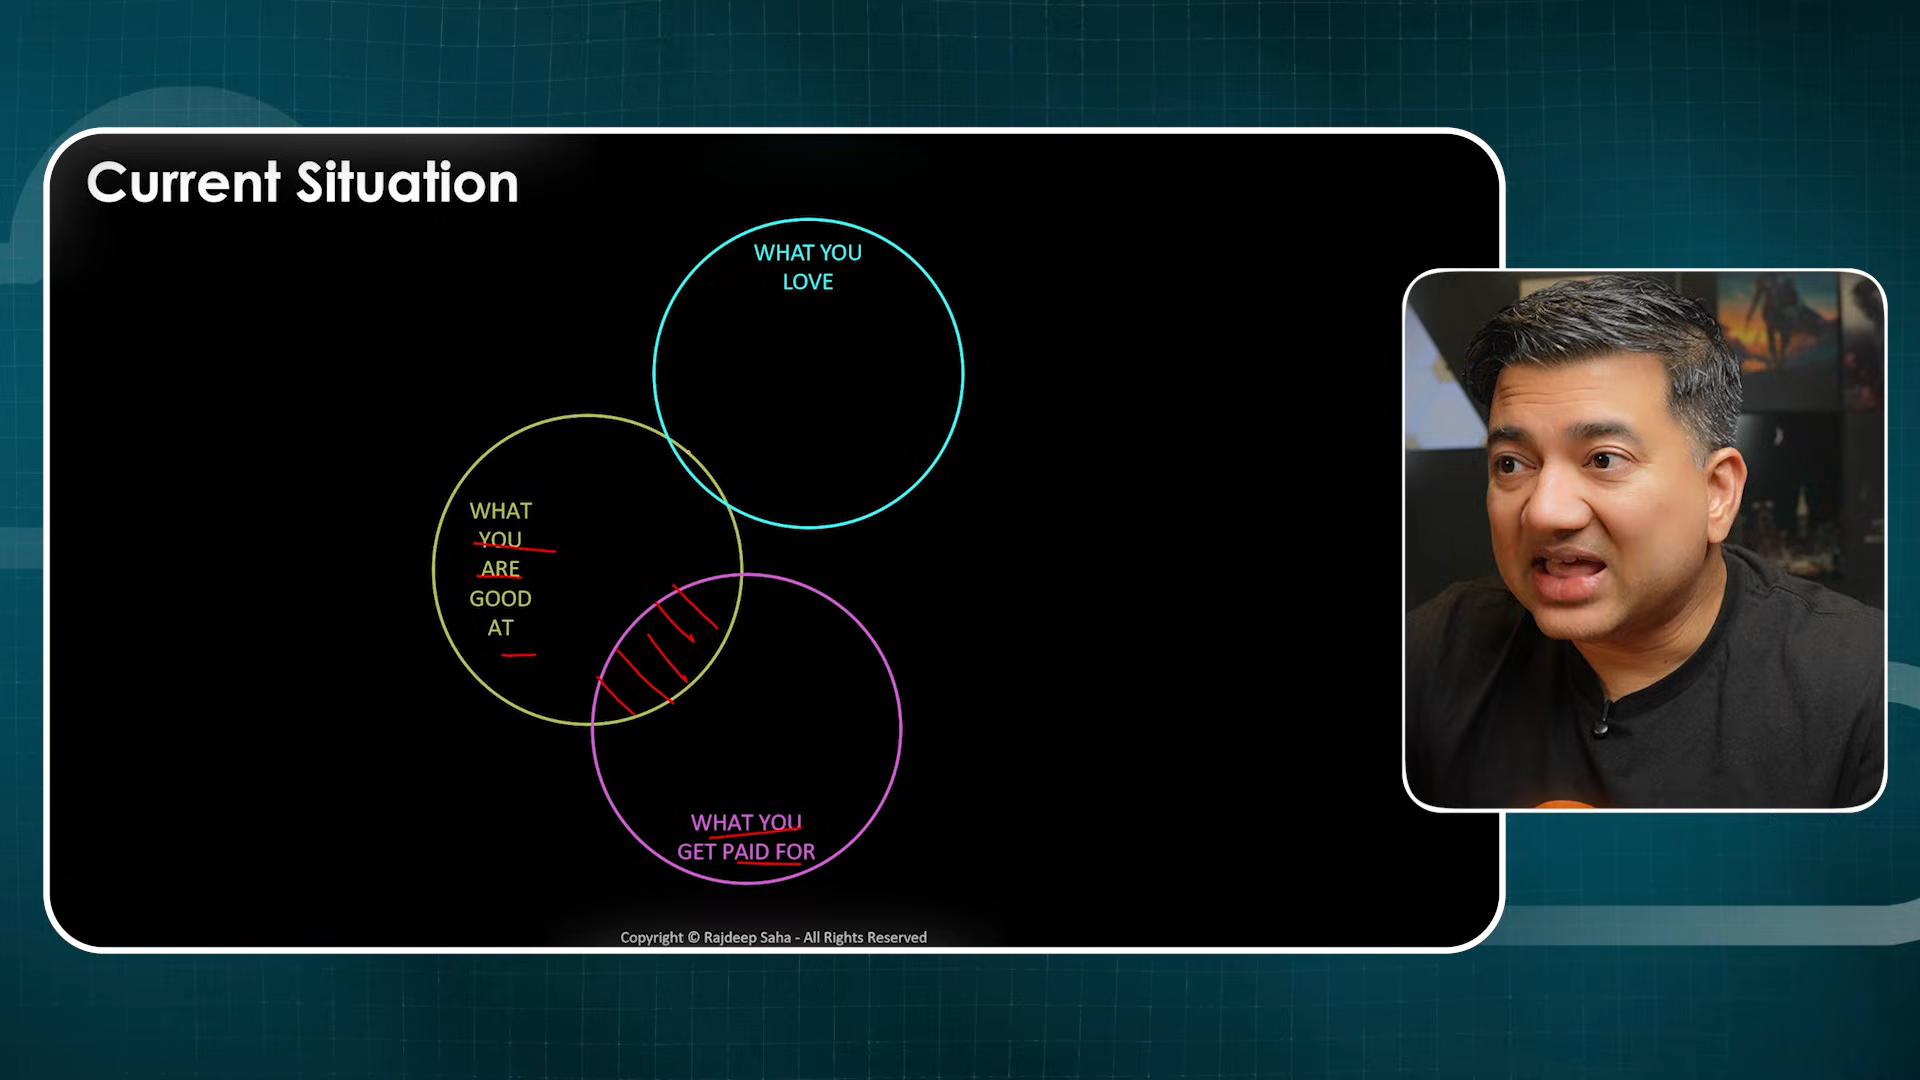 Current Situation
WHAT YOU
LOVE
WHAT
YOU
ARE
GOOD
AT
WHAT YOU
GET PAID FOR
Copyright © Rajdeep Saha - All Rights Reserved